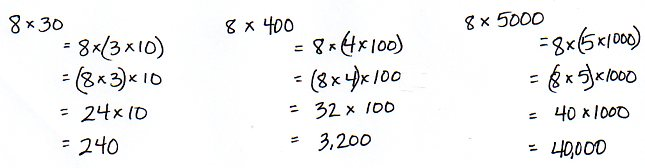 8 × 30
= 8×(3×10)
= (8×3)×10
= 24×10
= 240
8 × 400
= 8×(4×100)
= (8×4)×100
= 32 × 100
= 3,200
8 × 5000
= 8×(5×1000)
= (8×5)×1000
= 40×1000
= 40,000